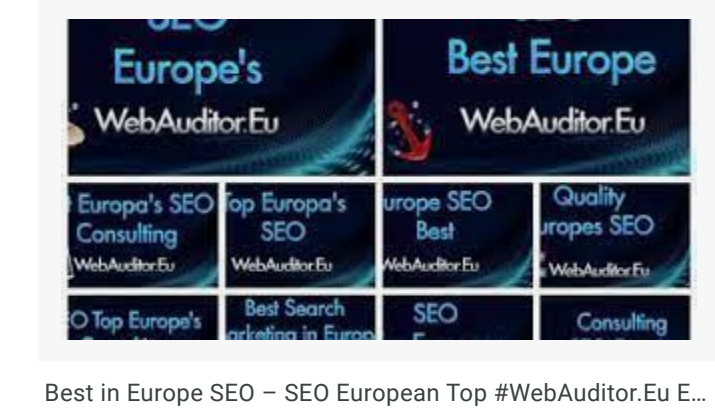 SEO
Europe's
WebAuditor.Eu
Best Europe
WebAuditor.Eu
Europa's SEO
Consulting
WebAuditor.Eu
Top Europa's
SEO
WebAuditor.Eu
urope SEO
Best
WebAuditor.Eu
Quality
uropes SEO
WebAuditor.Eu
O Top Europe's
Best Search
arketing in Europ
SEO
Consulting
Best in Europe SEO – SEO European Top #WebAuditor.Eu E...